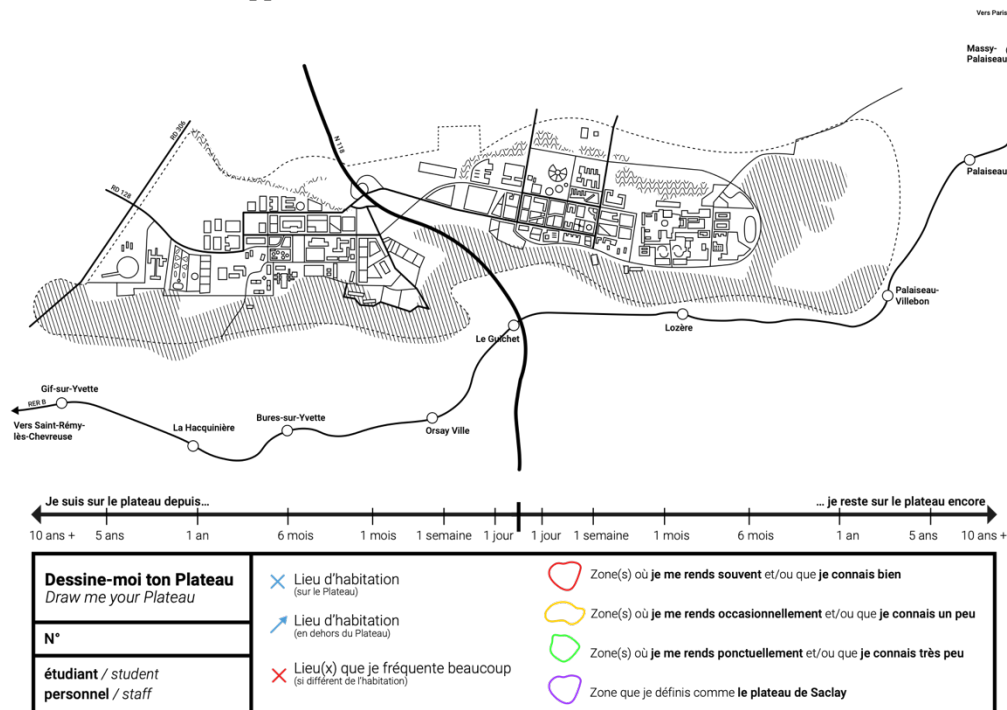 Vers Paris
Massy-
Palaiseau
RD 306
N 118
RD 128
Palaiseau
Palaiseau-
Villebon
Lozère
Le Guichet
Gif-sur-Yvette
RER B
Vers Saint-Rémy-
lès-Chevreuse
La Hacquinière
Bures-sur-Yvette
Orsay Ville
Je suis sur le plateau depuis... ... je reste sur le plateau encore
10 ans + 5 ans 1 an 6 mois 1 mois 1 semaine 1 jour 1 jour 1 semaine 1 mois 6 mois 1 an 5 ans 10 ans +
Dessine-moi ton Plateau
Draw me your Plateau
N°
étudiant / student
personnel / staff
Lieu d'habitation
(sur le Plateau)
Lieu d'habitation
(en dehors du Plateau)
Lieu(x) que je fréquente beaucoup
(si différent de l'habitation)
Zone(s) où je me rends souvent et/ou que je connais bien
Zone(s) où je me rends occasionnellement et/ou que je connais un peu
Zone(s) où je me rends ponctuellement et/ou que je connais très peu
Zone que je définis comme le plateau de Saclay